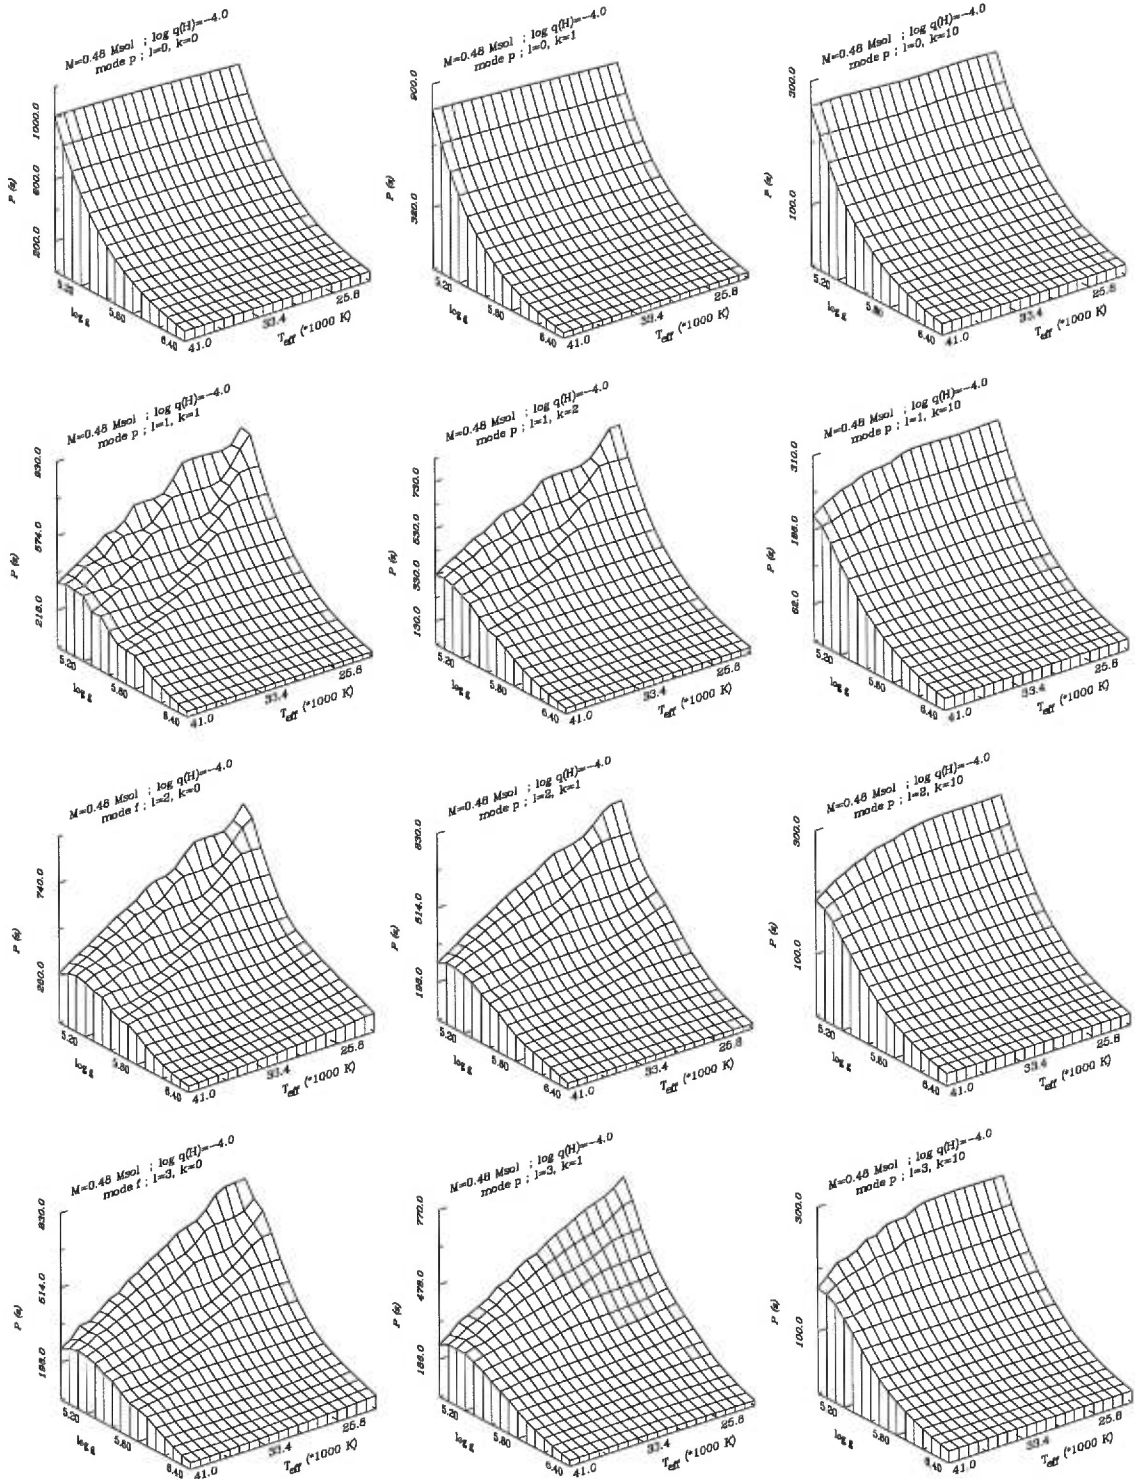 M=0.48 Msol ; log q(H)=-4.0
mode p ; l=0, k=0
P (s)
1000.0
600.0
200.0
5.20
log g
5.80
6.40
41.0
33.4
25.8
Teff (*1000 K)
M=0.48 Msol ; log q(H)=-4.0
mode p ; l=0, k=1
P (s)
900.0
320.0
5.20
log g
5.80
6.40
41.0
33.4
25.8
Teff (*1000 K)
M=0.48 Msol ; log q(H)=-4.0
mode p ; l=0, k=10
P (s)
300.0
100.0
5.20
log g
5.80
6.40
41.0
33.4
25.8
Teff (*1000 K)
M=0.48 Msol ; log q(H)=-4.0
mode p ; l=1, k=1
P (s)
930.0
574.0
218.0
5.20
log g
5.80
6.40
41.0
33.4
25.8
Teff (*1000 K)
M=0.48 Msol ; log q(H)=-4.0
mode p ; l=1, k=2
P (s)
730.0
530.0
330.0
130.0
5.20
log g
5.80
6.40
41.0
33.4
25.8
Teff (*1000 K)
M=0.48 Msol ; log q(H)=-4.0
mode p ; l=1, k=10
P (s)
310.0
186.0
62.0
5.20
log g
5.80
6.40
41.0
33.4
25.8
Teff (*1000 K)
M=0.48 Msol ; log q(H)=-4.0
mode f ; l=2, k=0
P (s)
740.0
5.20
log g
5.80
6.40
41.0
33.4
25.8
Teff (*1000 K)
M=0.48 Msol ; log q(H)=-4.0
mode p ; l=2, k=1
P (s)
830.0
514.0
198.0
5.20
log g
5.80
6.40
41.0
33.4
25.8
Teff (*1000 K)
M=0.48 Msol ; log q(H)=-4.0
mode p ; l=2, k=10
P (s)
300.0
100.0
5.20
log g
5.80
6.40
41.0
33.4
25.8
Teff (*1000 K)
M=0.48 Msol ; log q(H)=-4.0
mode f ; l=3, k=0
P (s)
830.0
514.0
198.0
5.20
log g
5.80
6.40
41.0
33.4
25.8
Teff (*1000 K)
M=0.48 Msol ; log q(H)=-4.0
mode p ; l=3, k=1
P (s)
770.0
478.0
186.0
5.20
log g
5.80
6.40
41.0
33.4
25.8
Teff (*1000 K)
M=0.48 Msol ; log q(H)=-4.0
mode p ; l=3, k=10
P (s)
300.0
100.0
5.20
log g
5.80
6.40
41.0
33.4
25.8
Teff (*1000 K)